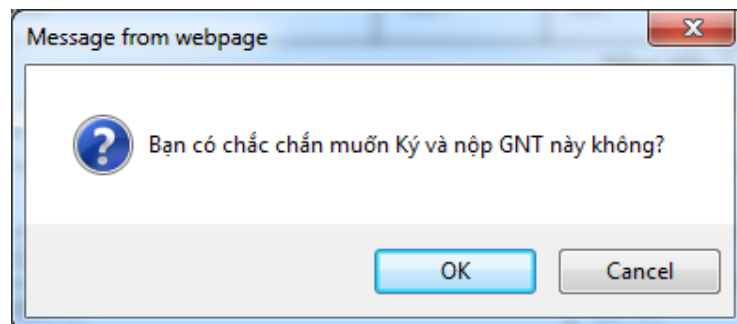 Message from webpage
Bạn có chắc chắn muốn Ký và nộp GNT này không?
OK
Cancel